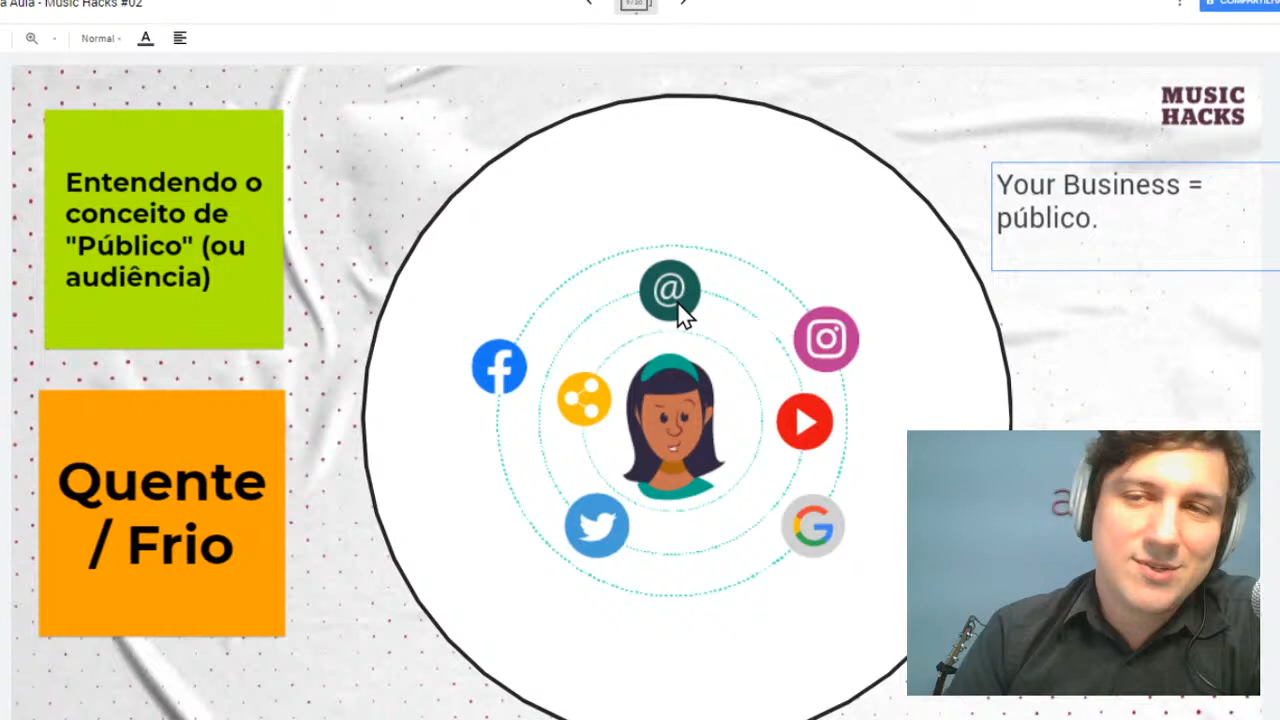 a Aula - Music Hacks #02
Normal
A
MUSIC
HACKS
Entendendo o
conceito de
"Público" (ou
audiência)
Your Business =
público.
@
Quente
/ Frio